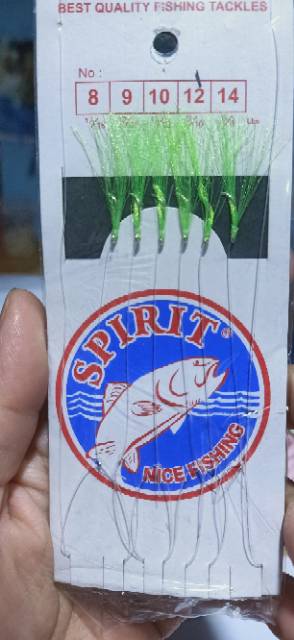 BEST QUALITY FISHING TACKLES
No :
8 9 10 12 14
SPIRIT®
NICE FISHING